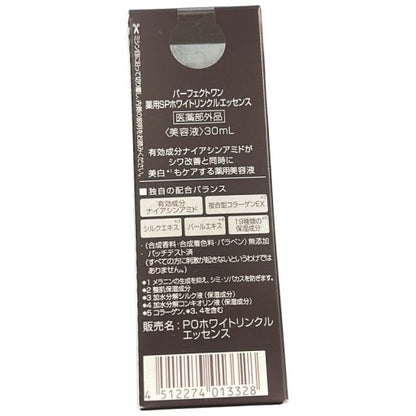 パーフェクトワン
薬用SPホワイトリンクルエッセンス
医薬部外品
〈美容液〉30mL
有効成分ナイアシンアミドが
シワ改善と同時に
美白*1もケアする薬用美容液
■独自の配合バランス
有効成分
ナイアシンアミド
複合型コラーゲンEX
シルクエキス
パールエキス
19種類の
保湿成分
・(合成香料・合成着色料・パラベン)無添加
・パッチテスト済
(すべての方に刺激が起きないというわけでは
ありません。)
*1 メラニンの生成を抑え、シミ・ソバカスを防ぎます。
*2 整肌保湿成分
*3 加水分解シルク液(保湿成分)
*4 加水分解コンキオリン液(保湿成分)
*5 コラーゲン、*3、4を含む。
販売名:POホワイトリンクル
エッセンス
4 512274 013328